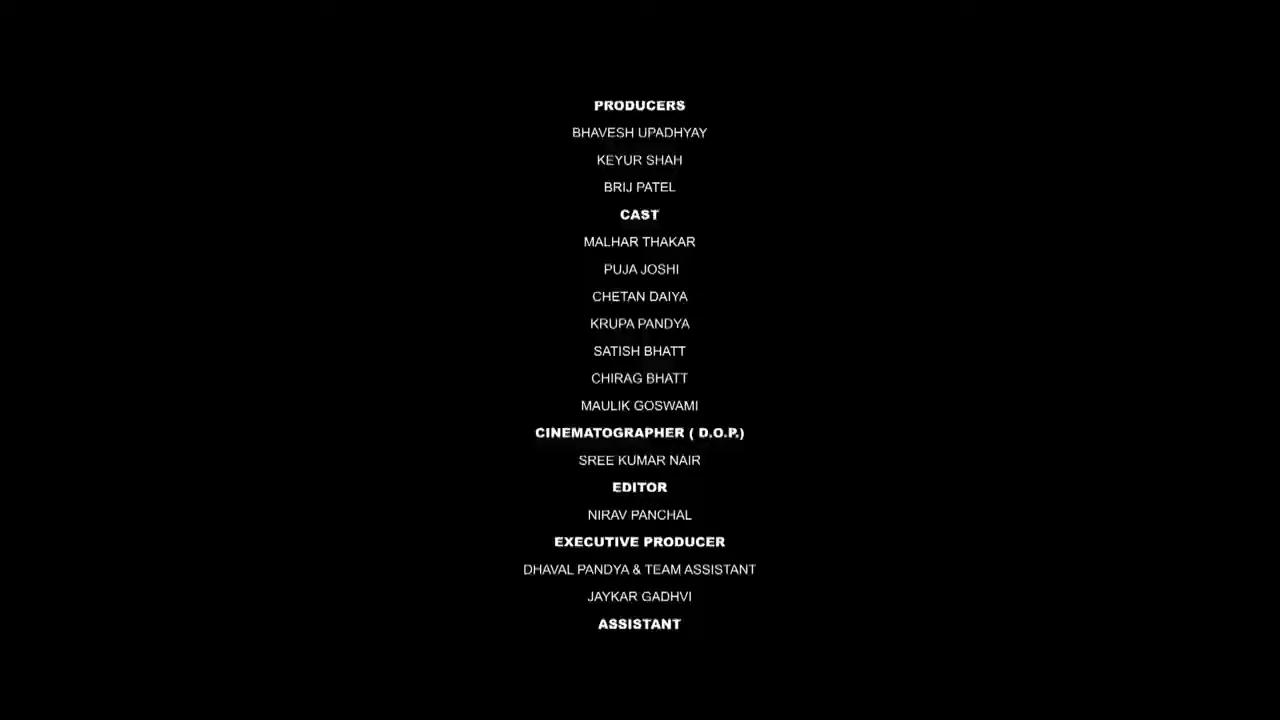 PRODUCERS
BHAVESH UPADHYAY
KEYUR SHAH
BRIJ PATEL
CAST
MALHAR THAKAR
PUJA JOSHI
CHETAN DAIYA
KRUPA PANDYA
SATISH BHATT
CHIRAG BHATT
MAULIK GOSWAMI
CINEMATOGRAPHER ( D.O.P.)
SREE KUMAR NAIR
EDITOR
NIRAV PANCHAL
EXECUTIVE PRODUCER
DHAVAL PANDYA & TEAM ASSISTANT
JAYKAR GADHVI
ASSISTANT